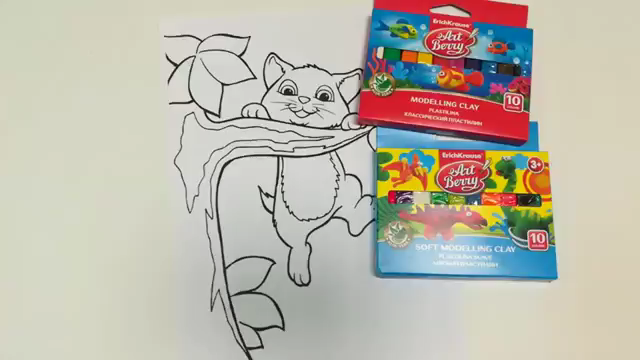 ErichKrause
Art
Berry
MODELLING CLAY
PLASTILINA
КЛАССИЧЕСКИЙ ПЛАСТИЛИН
10
ErichKrause
Art
Berry
3+
SOFT MODELLING CLAY
10